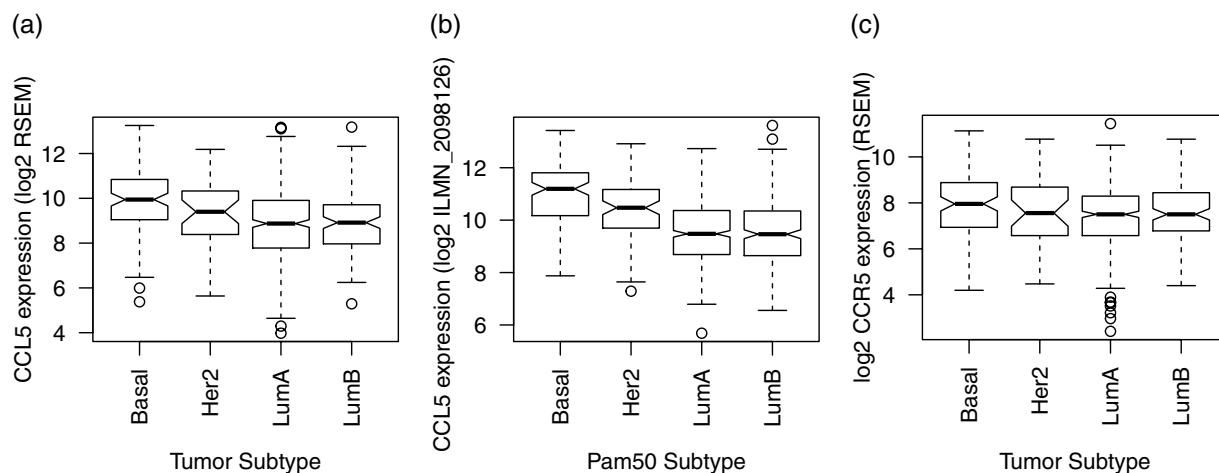 (a)
CCL5 expression (log2 RSEM)
12
10
8
6
4
Basal
Her2
LumA
LumB
Tumor Subtype
(b)
CCL5 expression (log2 ILMN_2098126)
12
10
8
6
Basal
Her2
LumA
LumB
Pam50 Subtype
(c)
log2 CCR5 expression (RSEM)
10
8
6
4
Basal
Her2
LumA
LumB
Tumor Subtype